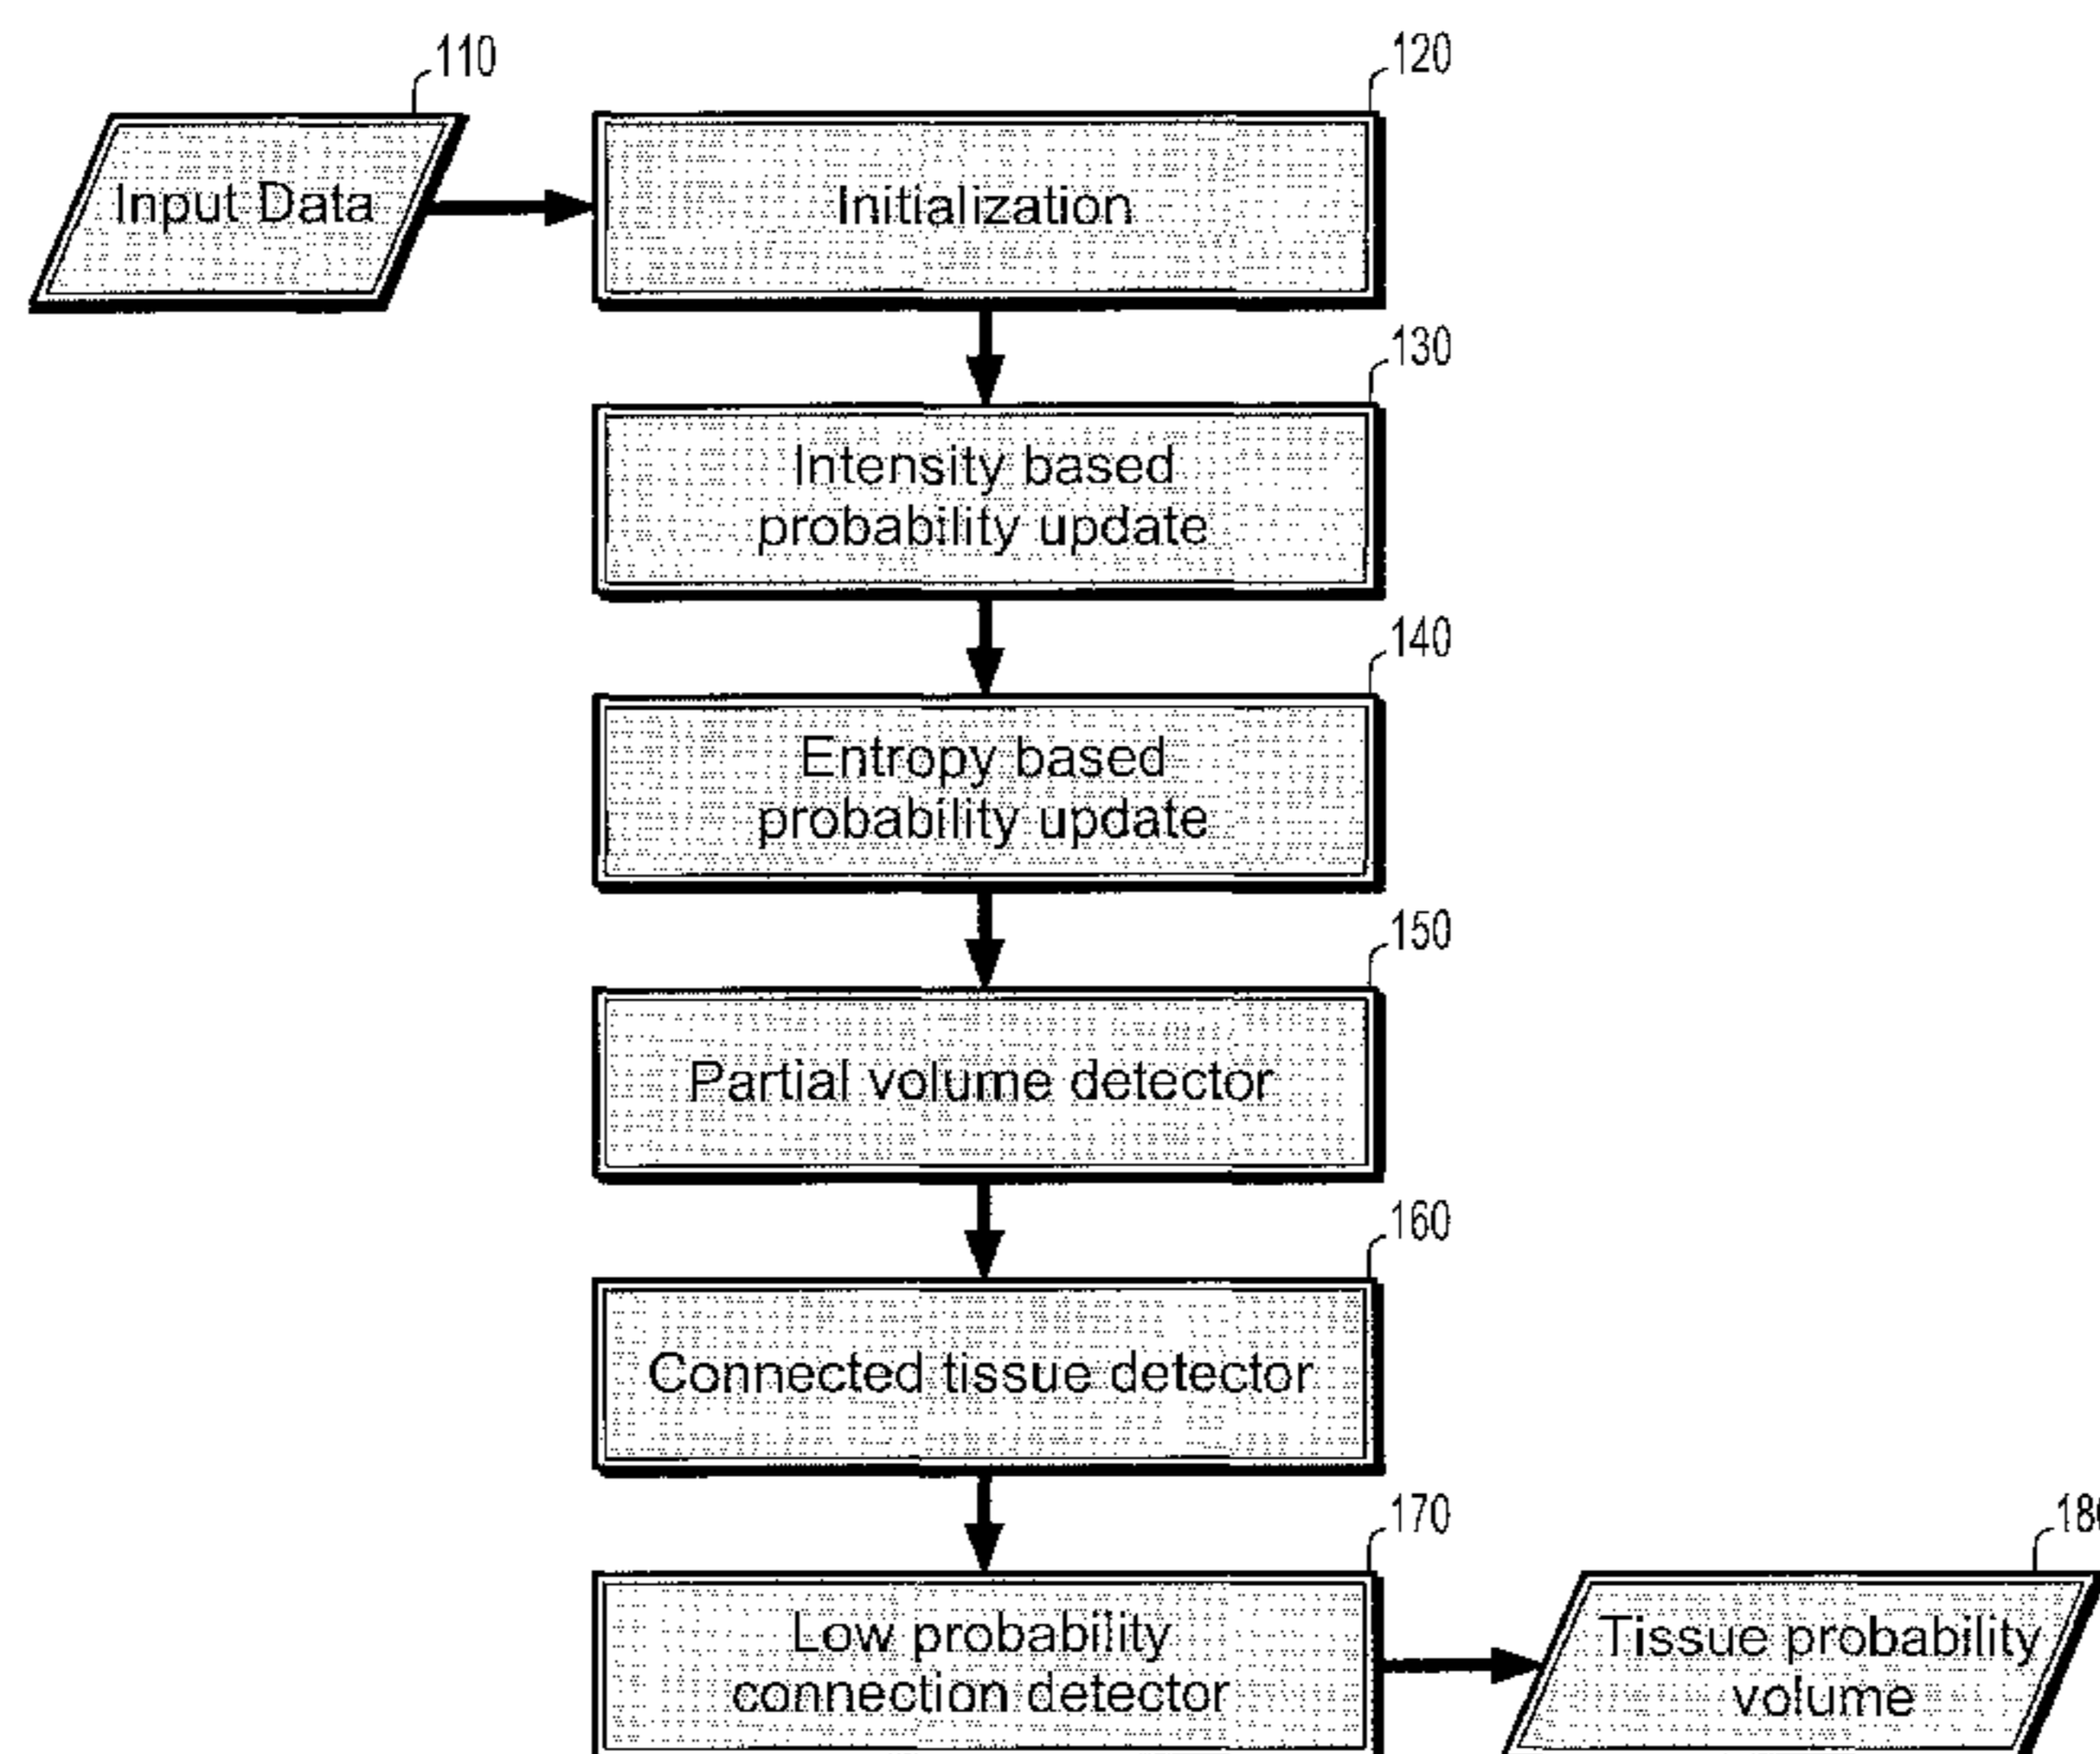 110
120
Input Data
Initialization
130
Intensity based
probability update
140
Entropy based
probability update
150
Partial volume detector
160
Connected tissue detector
170
Low probability
connection detector
Tissue probability
volume